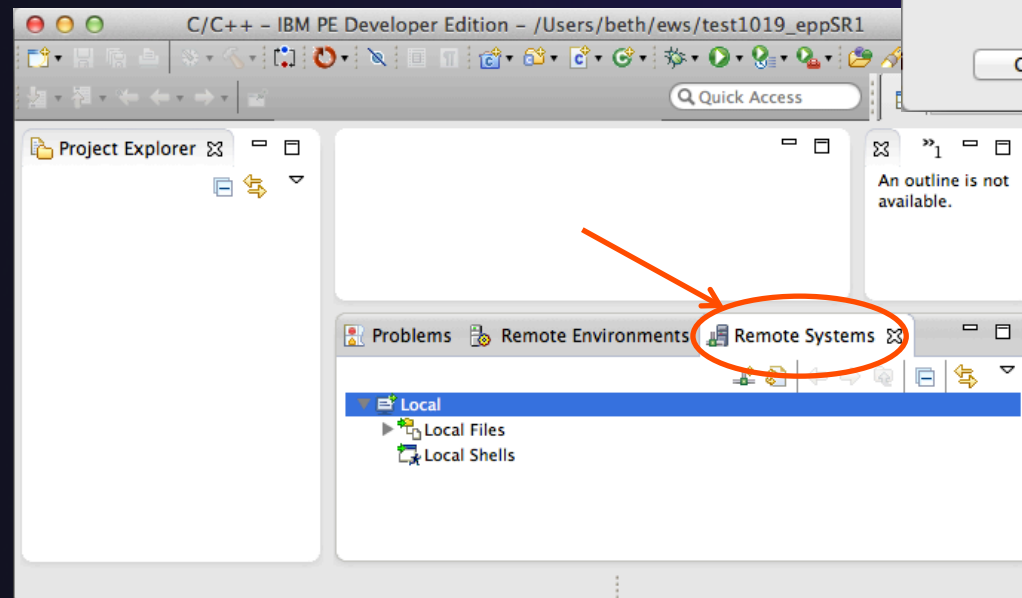 C/C++ – IBM PE Developer Edition – /Users/beth/ews/test1019_eppSR1
C
Quick Access
Project Explorer
»1
An outline is not
available.
Problems Remote Environments Remote Systems
Local
Local Files
Local Shells